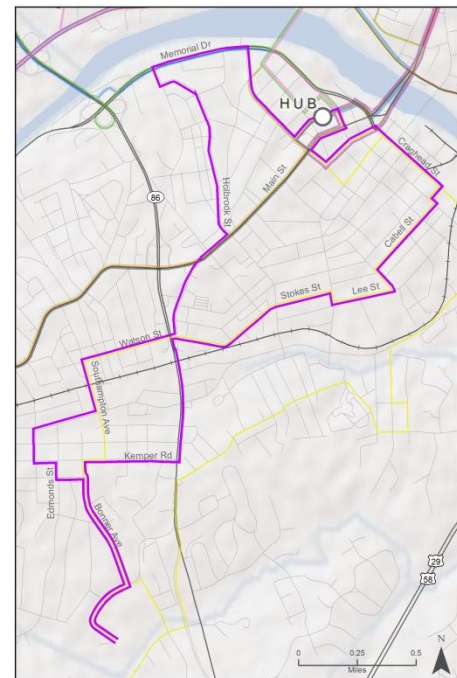 Memorial Dr
HUB
Craghead St
Main St
Holbrook St
86
Cabell St
Stokes St
Lee St
Watson St
Southampton Ave
Kemper Rd
Edmonds St
Bonner Ave
29
58
N
0 0.25 0.5
Miles